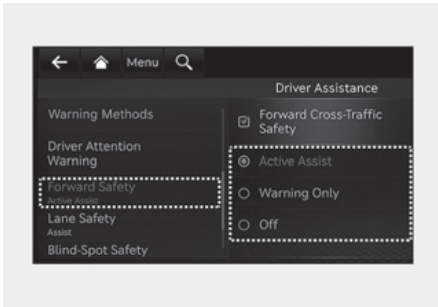 Menu
Driver Assistance
Warning Methods
Driver Attention
Warning
Forward Safety
Active Assist
Lane Safety
Assist
Blind-Spot Safety
Forward Cross-Traffic
Safety
Active Assist
Warning Only
Off